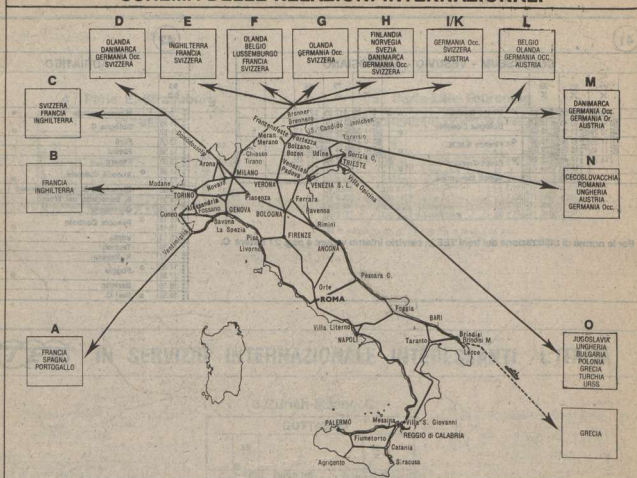 SCHEMA DELLE RELAZIONI INTERNAZIONALI
D
E
F
G
H
I/K
L
OLANDA
DANIMARCA
GERMANIA Occ.
SVIZZERA
INGHILTERRA
FRANCIA
SVIZZERA
OLANDA
BELGIO
LUSSEMBURGO
FRANCIA
SVIZZERA
OLANDA
GERMANIA Occ.
SVIZZERA
FINLANDIA
NORVEGIA
SVEZIA
DANIMARCA
GERMANIA Occ.
SVIZZERA
GERMANIA Occ.
SVIZZERA
AUSTRIA
BELGIO
OLANDA
GERMANIA Occ.
AUSTRIA
C
SVIZZERA
FRANCIA
INGHILTERRA
M
DANIMARCA
GERMANIA Occ.
GERMANIA Or.
AUSTRIA
B
FRANCIA
INGHILTERRA
N
CECOSLOVACCHIA
ROMANIA
UNGHERIA
AUSTRIA
GERMANIA Occ.
A
FRANCIA
SPAGNA
PORTOGALLO
O
JUGOSLAVIA
UNGHERIA
BULGARIA
POLONIA
GRECIA
TURCHIA
URSS
GRECIA
Brenner
Brennero
Franzensfeste
Fortezza
S. Candido
Innichen
Meran
Merano
Bolzano
Bozen
Tarvisio
Domodossola
Chiasso
Tirano
Udine
Gorizia C.
TRIESTE
Villa Opicina
Arona
MILANO
Venezia
Padova
Modane
Novara
VERONA
VENEZIA S. L.
TORINO
Alessandria
Piacenza
Ferrara
Fossano
GENOVA
BOLOGNA
Ravenna
Cuneo
Savona
La Spezia
Rimini
Ventimiglia
Pisa
Livorno
FIRENZE
ANCONA
Pescara C.
Orte
ROMA
Foggia
Villa Literno
BARI
NAPOLI
Taranto
Brindisi
Brindisi M.
Lecce
PALERMO
Messina
Villa S. Giovanni
REGGIO di CALABRIA
Fiumetorto
Catania
Agrigento
Siracusa